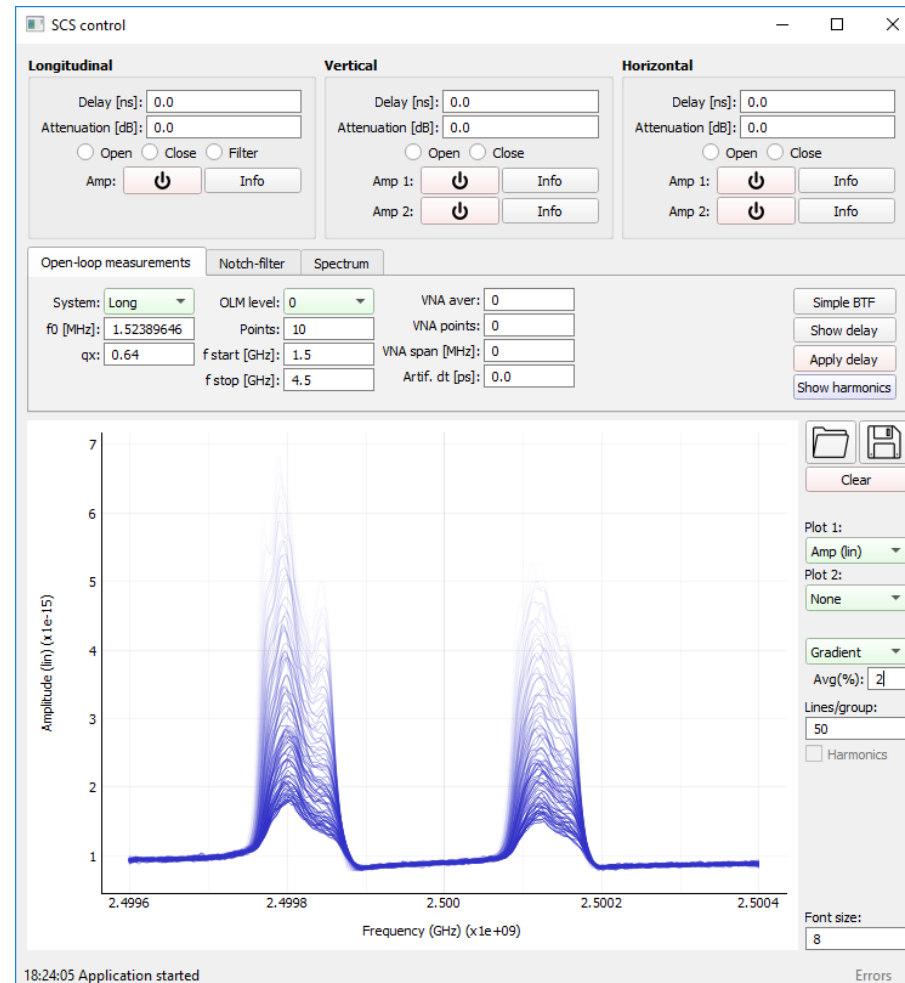 SCS control
Longitudinal
Delay [ns]: 0.0
Attenuation [dB]: 0.0
Open Close Filter
Amp: Info
Vertical
Delay [ns]: 0.0
Attenuation [dB]: 0.0
Open Close
Amp 1: Info
Amp 2: Info
Horizontal
Delay [ns]: 0.0
Attenuation [dB]: 0.0
Open Close
Amp 1: Info
Amp 2: Info
Open-loop measurements Notch-filter Spectrum
System: Long
f0 [MHz]: 1.52389646
qx: 0.64
OLM level: 0
Points: 10
f start [GHz]: 1.5
f stop [GHz]: 4.5
VNA aver: 0
VNA points: 0
VNA span [MHz]: 0
Artif. dt [ps]: 0.0
Simple BTF
Show delay
Apply delay
Show harmonics
7
6
5
4
3
2
1
Amplitude (lin) (x1e-15)
2.4996 2.4998 2.500 2.5002 2.5004
Frequency (GHz) (x1e+09)
Clear
Plot 1:
Amp (lin)
Plot 2:
None
Gradient
Avg(%): 2
Lines/group:
50
Harmonics
Font size:
8
18:24:05 Application started
Errors